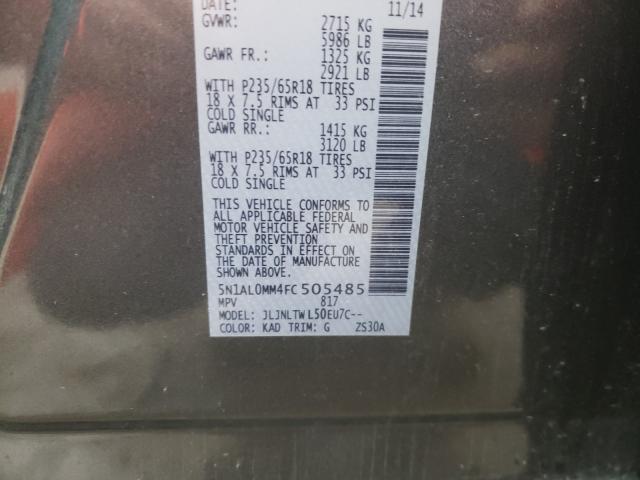 DATE: 11/14
GVWR: 2715 KG
5986 LB
GAWR FR.: 1325 KG
2921 LB
WITH P235/65R18 TIRES
18 X 7.5 RIMS AT 33 PSI
COLD SINGLE
GAWR RR.: 1415 KG
3120 LB
WITH P235/65R18 TIRES
18 X 7.5 RIMS AT 33 PSI
COLD SINGLE
THIS VEHICLE CONFORMS TO
ALL APPLICABLE FEDERAL
MOTOR VEHICLE SAFETY AND
THEFT PREVENTION
STANDARDS IN EFFECT ON
THE DATE OF MANUFACTURE
SHOWN ABOVE.
5N1AL0MM4FC505485
MPV 817
MODEL: JLJNLTWL50EU7C--
COLOR: KAD TRIM: G ZS30A